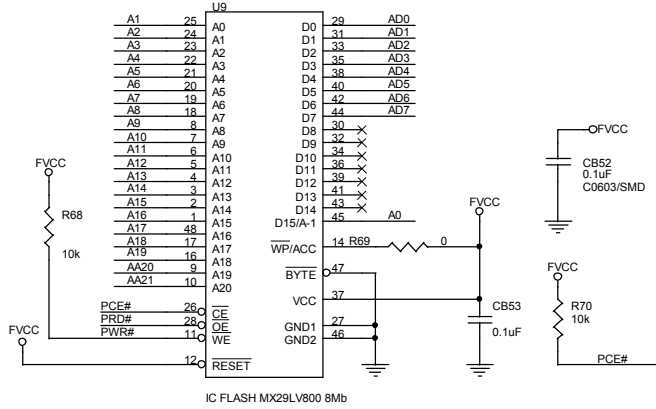 U9
A1 25 A0 D0 29 AD0
A2 24 A1 D1 31 AD1
A3 23 A2 D2 33 AD2
A4 22 A3 D3 35 AD3
A5 21 A4 D4 38 AD4
A6 20 A5 D5 40 AD5
A7 19 A6 D6 42 AD6
A8 18 A7 D7 44 AD7
A9 8 A8 D8 30
A10 7 A9 D9 32
A11 6 A10 D10 34
A12 5 A11 D11 36
A13 4 A12 D12 39
A14 3 A13 D13 41
A15 2 A14 D14 43
A16 1 A15 D15/A-1 45 A0
A17 48 A16
A18 17 A17 WP/ACC 14 R69 0
A19 16 A18
AA20 9 A19 BYTE 47
AA21 10 A20
VCC 37
PCE# 26 CE
PRD# 28 OE GND1 27
PWR# 11 WE GND2 46
12 RESET
FVCC
R68
10k
FVCC
FVCC
CB53
0.1uF
FVCC
CB52
0.1uF
C0603/SMD
FVCC
R70
10k
PCE#
IC FLASH MX29LV800 8Mb